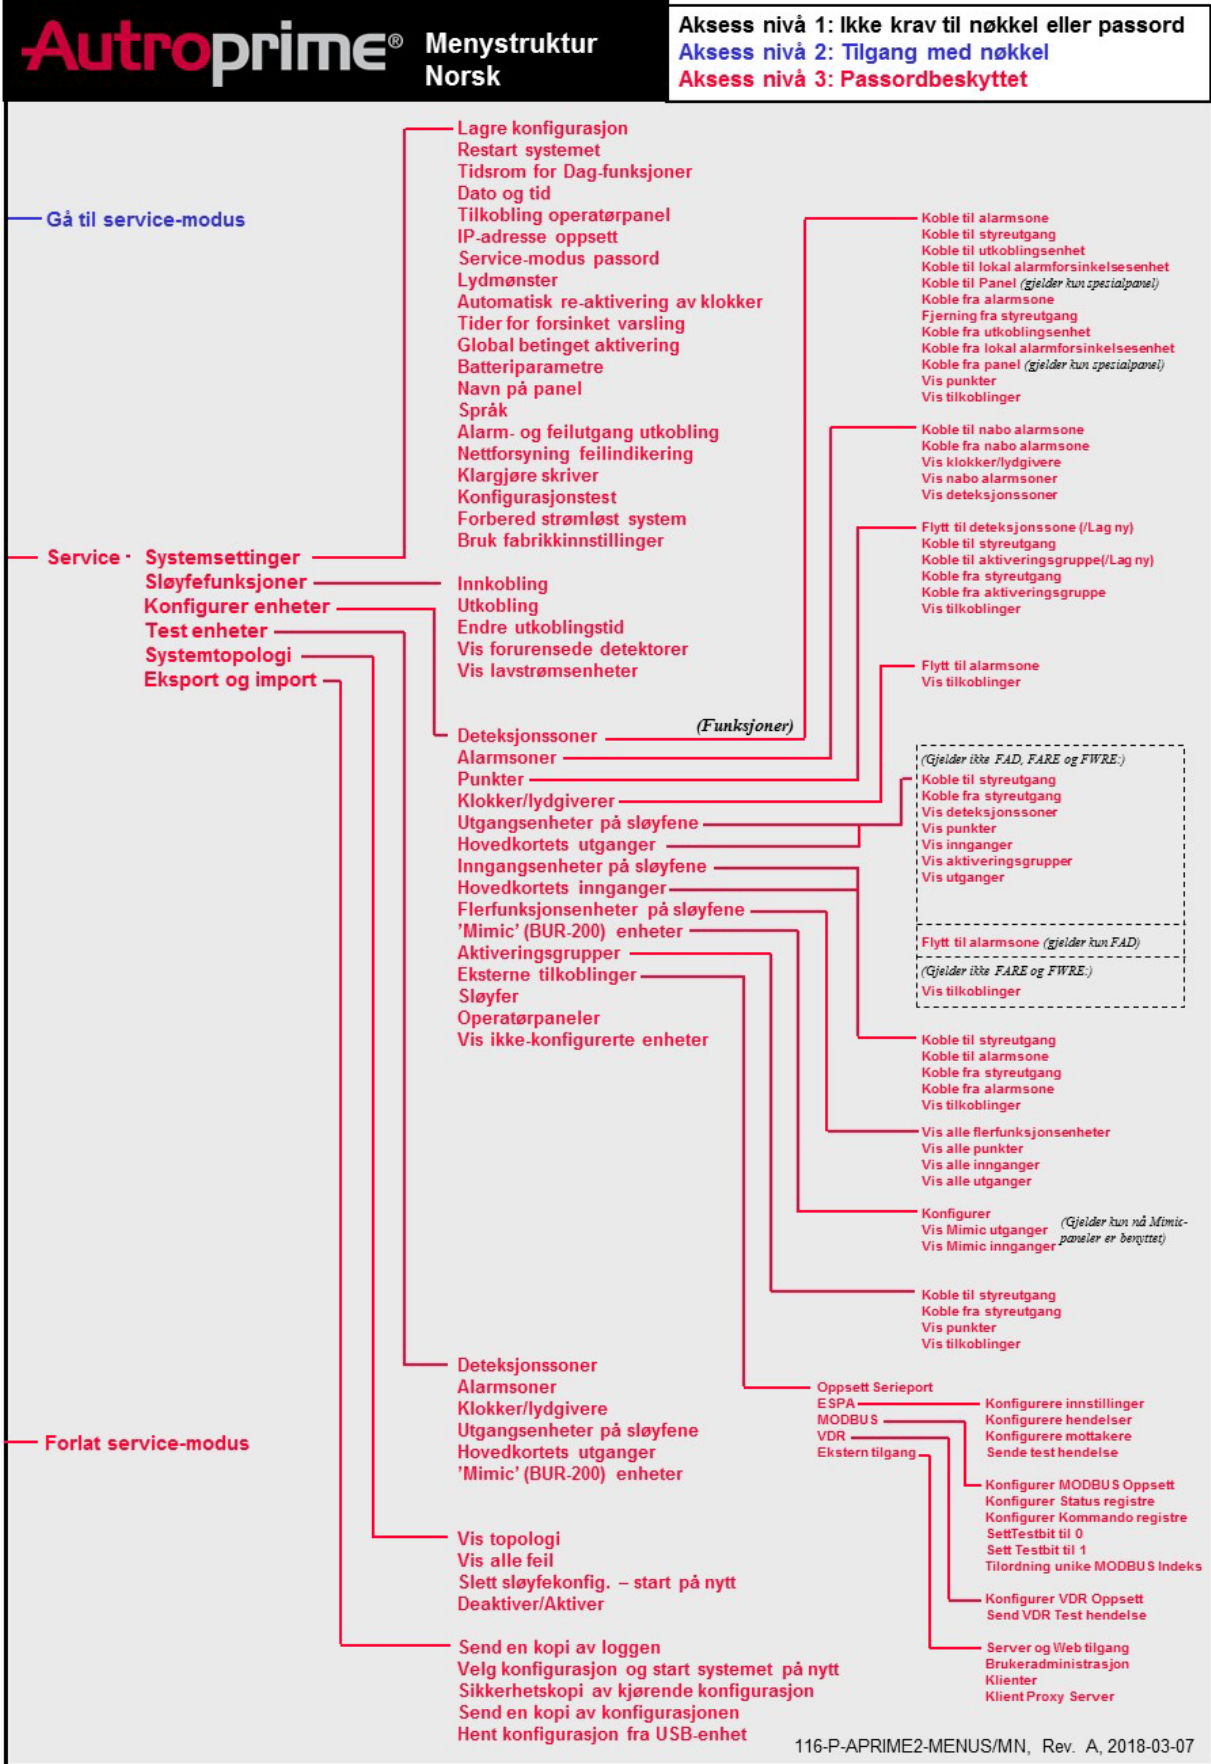 Autroprime®
Menystruktur
Norsk
Aksess nivå 1: Ikke krav til nøkkel eller passord
Aksess nivå 2: Tilgang med nøkkel
Aksess nivå 3: Passordbeskyttet
Gå til service-modus
Service
Systemsettinger
Sløyfefunksjoner
Konfigurer enheter
Test enheter
Systemtopologi
Eksport og import
Forlat service-modus
Lagre konfigurasjon
Restart systemet
Tidsrom for Dag-funksjoner
Dato og tid
Tilkobling operatørpanel
IP-adresse oppsett
Service-modus passord
Lydmønster
Automatisk re-aktivering av klokker
Tider for forsinket varsling
Global betinget aktivering
Batteriparametre
Navn på panel
Språk
Alarm- og feilutgang utkobling
Nettforsyning feilindikering
Klargjøre skriver
Konfigurasjonstest
Forbered strømløst system
Bruk fabrikkinnstillinger
Innkobling
Utkobling
Endre utkoblingstid
Vis forurensede detektorer
Vis lavstrømsenheter
(Funksjoner)
Deteksjonssoner
Alarmsoner
Punkter
Klokker/lydgiverer
Utgangsenheter på sløyfene
Hovedkortets utganger
Inngangsenheter på sløyfene
Hovedkortets innganger
Flerfunksjonsenheter på sløyfene
'Mimic' (BUR-200) enheter
Aktiveringsgrupper
Eksterne tilkoblinger
Sløyfer
Operatørpaneler
Vis ikke-konfigurerte enheter
Deteksjonssoner
Alarmsoner
Klokker/lydgivere
Utgangsenheter på sløyfene
Hovedkortets utganger
'Mimic' (BUR-200) enheter
Vis topologi
Vis alle feil
Slett sløyfekonfig. – start på nytt
Deaktiver/Aktiver
Send en kopi av loggen
Velg konfigurasjon og start systemet på nytt
Sikkerhetskopi av kjørende konfigurasjon
Send en kopi av konfigurasjonen
Hent konfigurasjon fra USB-enhet
Koble til alarmsone
Koble til styreutgang
Koble til utkoblingsenhet
Koble til lokal alarmforsinkelsesenhet
Koble til Panel (gjelder kun spesialpanel)
Koble fra alarmsone
Fjerning fra styreutgang
Koble fra utkoblingsenhet
Koble fra lokal alarmforsinkelsesenhet
Koble fra panel (gjelder kun spesialpanel)
Vis punkter
Vis tilkoblinger
Koble til nabo alarmsone
Koble fra nabo alarmsone
Vis klokker/lydgivere
Vis nabo alarmsoner
Vis deteksjonssoner
Flytt til deteksjonssone (/Lag ny)
Koble til styreutgang
Koble til aktiveringsgruppe(/Lag ny)
Koble fra styreutgang
Koble fra aktiveringsgruppe
Vis tilkoblinger
Flytt til alarmsone
Vis tilkoblinger
(Gjelder ikke FAD, FARE og FWRE:)
Koble til styreutgang
Koble fra styreutgang
Vis deteksjonssoner
Vis punkter
Vis innganger
Vis aktiveringsgrupper
Vis utganger
Flytt til alarmsone (gjelder kun FAD)
(Gjelder ikke FARE og FWRE:)
Vis tilkoblinger
Koble til styreutgang
Koble til alarmsone
Koble fra styreutgang
Koble fra alarmsone
Vis tilkoblinger
Vis alle flerfunksjonsenheter
Vis alle punkter
Vis alle innganger
Vis alle utganger
Konfigurer
Vis Mimic utganger
Vis Mimic innganger
(Gjelder kun nå Mimic-
paneler er benyttet)
Koble til styreutgang
Koble fra styreutgang
Vis punkter
Vis tilkoblinger
Oppsett Serieport
ESPA
MODBUS
VDR
Ekstern tilgang
Konfigurere innstillinger
Konfigurere hendelser
Konfigurere mottakere
Sende test hendelse
Konfigurer MODBUS Oppsett
Konfigurer Status registre
Konfigurer Kommando registre
SettTestbit til 0
Sett Testbit til 1
Tilordning unike MODBUS Indeks
Konfigurer VDR Oppsett
Send VDR Test hendelse
Server og Web tilgang
Brukeradministrasjon
Klienter
Klient Proxy Server
116-P-APRIME2-MENUS/MN, Rev. A, 2018-03-07